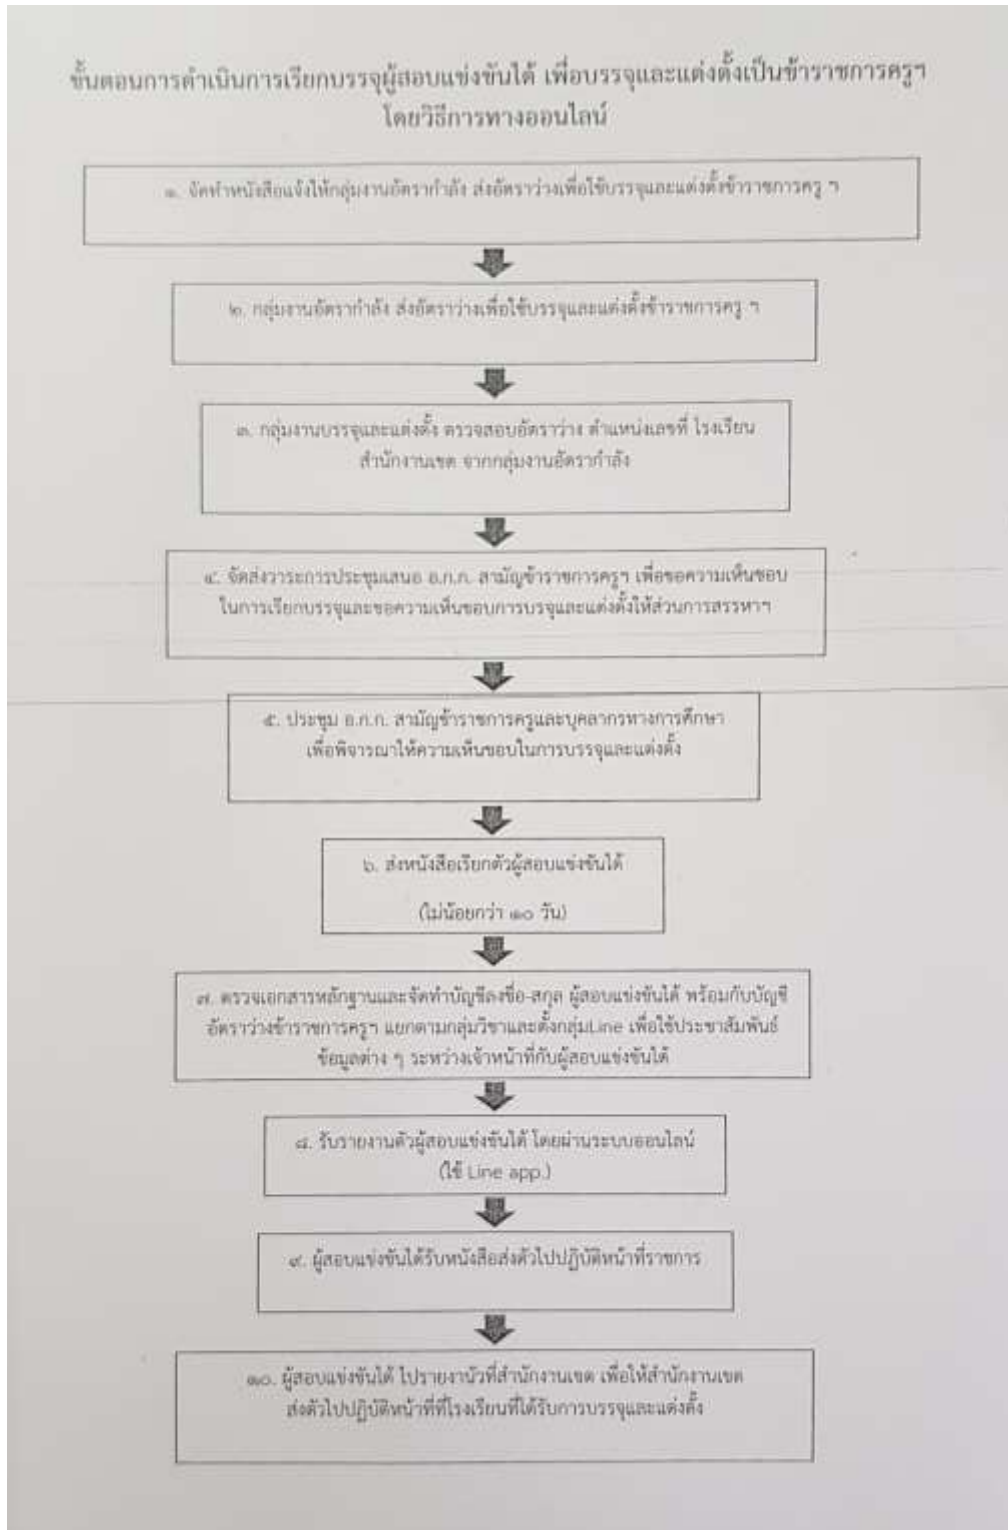 ขั้นตอนการดำเนินการเรียกบรรจุผู้สอบแข่งขันได้ เพื่อบรรจุและแต่งตั้งเป็นข้าราชการครูฯ
โดยวิธีการทางออนไลน์
๑. จัดทำหนังสือแจ้งให้กลุ่มงานอัตรากำลัง ส่งอัตราว่างเพื่อใช้บรรจุและแต่งตั้งข้าราชการครู ฯ
๒. กลุ่มงานอัตรากำลัง ส่งอัตราว่างเพื่อใช้บรรจุและแต่งตั้งข้าราชการครู ฯ
๓. กลุ่มงานบรรจุและแต่งตั้ง ตรวจสอบอัตราว่าง ตำแหน่งเลขที่ โรงเรียน
สำนักงานเขต จากกลุ่มงานอัตรากำลัง
๔. จัดส่งวาระการประชุมเสนอ อ.ก.ก. สามัญข้าราชการครูฯ เพื่อขอความเห็นชอบ
ในการเรียกบรรจุและขอความเห็นชอบการบรจุและแต่งตั้งให้ส่วนการสรรหาฯ
๕. ประชุม อ.ก.ก. สามัญข้าราชการครูและบุคลากรทางการศึกษา
เพื่อพิจารณาให้ความเห็นชอบในการบรรจุและแต่งตั้ง
๖. ส่งหนังสือเรียกตัวผู้สอบแข่งขันได้
(ไม่น้อยกว่า ๑๐ วัน)
๗. ตรวจเอกสารหลักฐานและจัดทำบัญชีลงชื่อ-สกุล ผู้สอบแข่งขันได้ พร้อมกับบัญชี
อัตราว่างข้าราชการครูฯ แยกตามกลุ่มวิชาและตั้งกลุ่มLine เพื่อใช้ประชาสัมพันธ์
ข้อมูลต่าง ๆ ระหว่างเจ้าหน้าที่กับผู้สอบแข่งขันได้
๘. รับรายงานตัวผู้สอบแข่งขันได้ โดยผ่านระบบออนไลน์
(ใช้ Line app.)
๙. ผู้สอบแข่งขันได้รับหนังสือส่งตัวไปปฏิบัติหน้าที่ราชการ
๑๐. ผู้สอบแข่งขันได้ ไปรายงานัวที่สำนักงานเขต เพื่อให้สำนักงานเขต
ส่งตัวไปปฏิบัติหน้าที่ที่โรงเรียนที่ได้รับการบรรจุและแต่งตั้ง